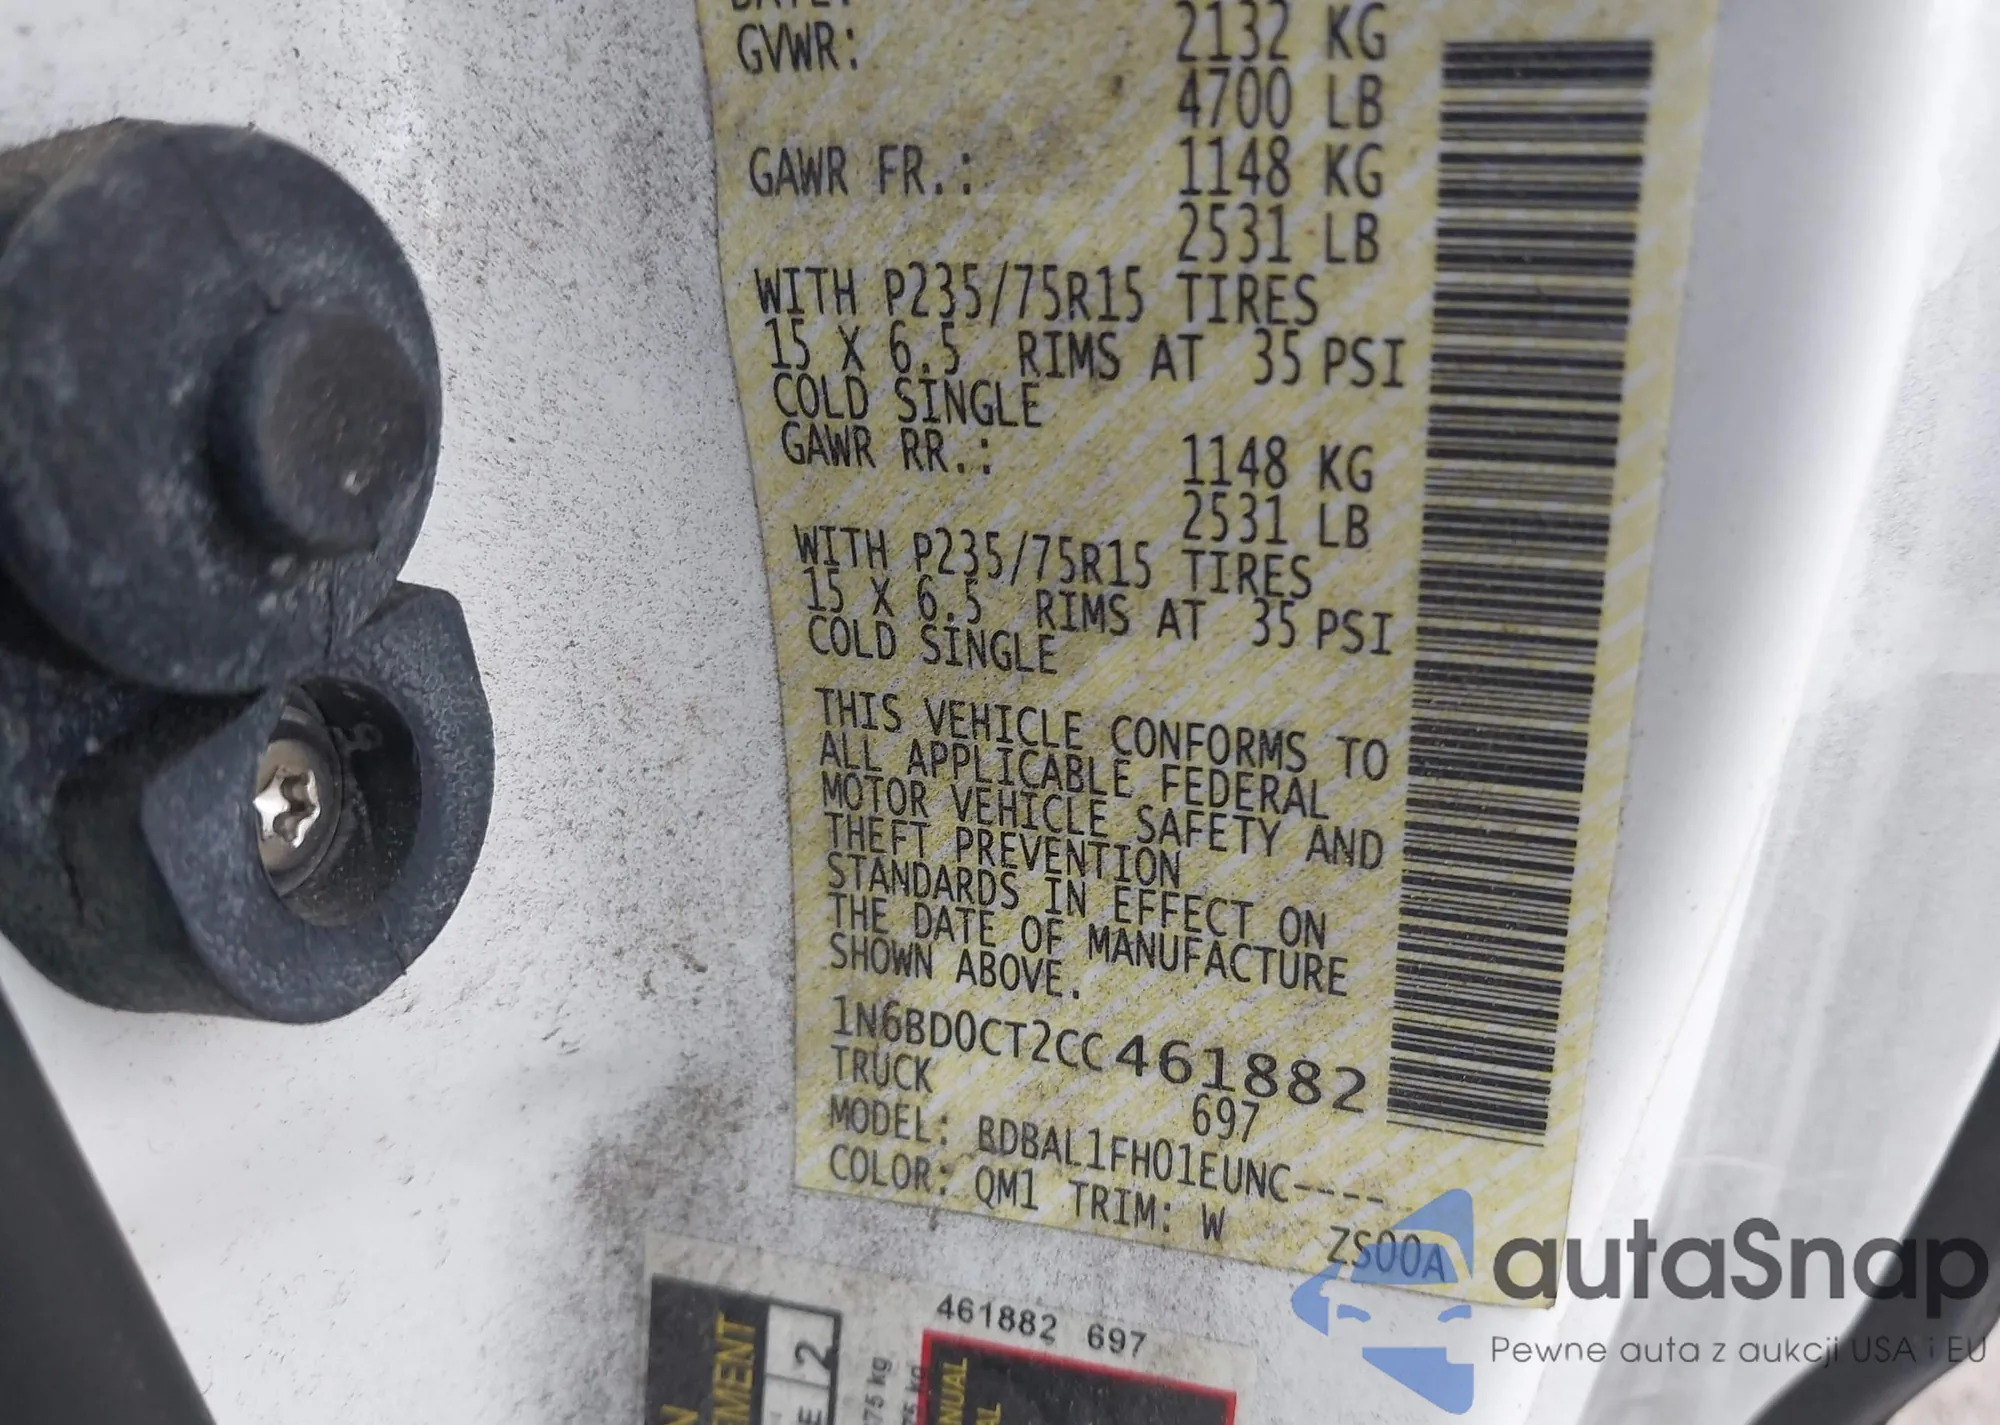 DATE:
GVWR: 2132 KG
4700 LB
GAWR FR.: 1148 KG
2531 LB
WITH P235/75R15 TIRES
15 X 6.5 RIMS AT 35 PSI
COLD SINGLE
GAWR RR.: 1148 KG
2531 LB
WITH P235/75R15 TIRES
15 X 6.5 RIMS AT 35 PSI
COLD SINGLE
THIS VEHICLE CONFORMS TO
ALL APPLICABLE FEDERAL
MOTOR VEHICLE SAFETY AND
THEFT PREVENTION
STANDARDS IN EFFECT ON
THE DATE OF MANUFACTURE
SHOWN ABOVE.
1N6BD0CT2CC461882
TRUCK 697
MODEL: BDBAL1FH01EUNC----
COLOR: QM1 TRIM: W ZS00A
461882 697
2
75 kg
autaSnap
Pewne auta z aukcji USA i EU